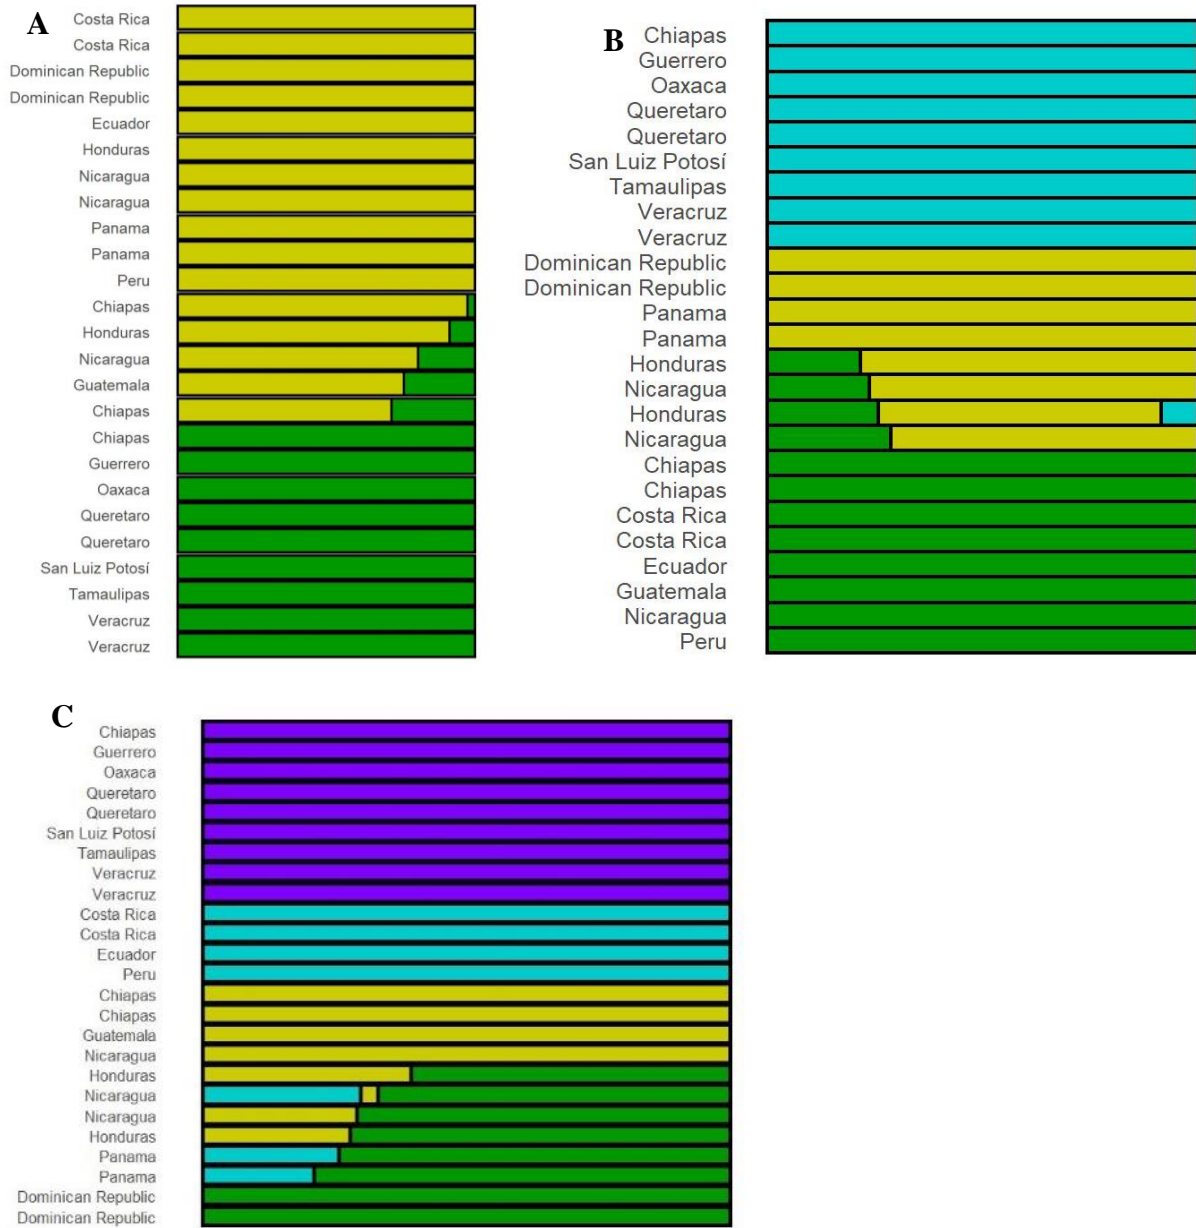 A
Costa Rica
Costa Rica
Dominican Republic
Dominican Republic
Ecuador
Honduras
Nicaragua
Nicaragua
Panama
Panama
Peru
Chiapas
Honduras
Nicaragua
Guatemala
Chiapas
Chiapas
Guerrero
Oaxaca
Queretaro
Queretaro
San Luiz Potosí
Tamaulipas
Veracruz
Veracruz
B
Chiapas
Guerrero
Oaxaca
Queretaro
Queretaro
San Luiz Potosí
Tamaulipas
Veracruz
Veracruz
Dominican Republic
Dominican Republic
Panama
Panama
Honduras
Nicaragua
Honduras
Nicaragua
Chiapas
Chiapas
Costa Rica
Costa Rica
Ecuador
Guatemala
Nicaragua
Peru
C
Chiapas
Guerrero
Oaxaca
Queretaro
Queretaro
San Luiz Potosí
Tamaulipas
Veracruz
Veracruz
Costa Rica
Costa Rica
Ecuador
Peru
Chiapas
Chiapas
Guatemala
Nicaragua
Honduras
Nicaragua
Nicaragua
Honduras
Panama
Panama
Dominican Republic
Dominican Republic